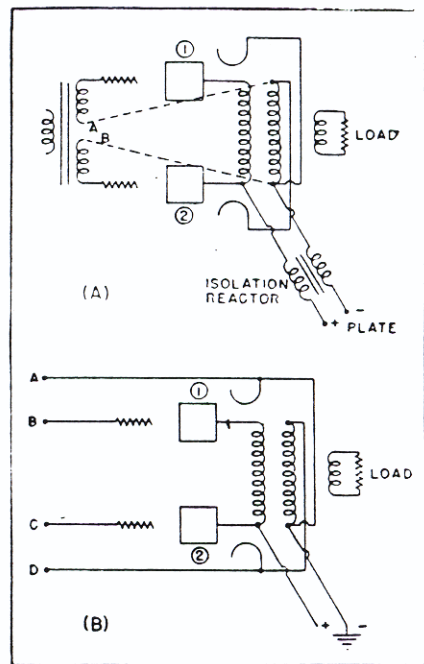 ①
A
B
LOAD
②
(A)
ISOLATION
REACTOR
-
+ PLATE
A
①
B
LOAD
C
②
D
(B)
+ -